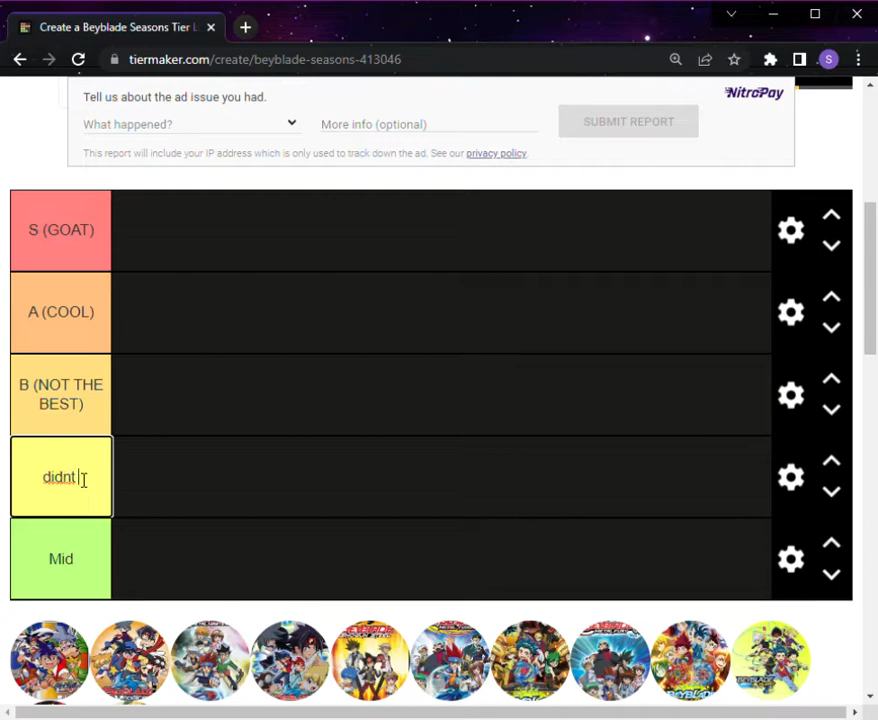 Create a Beyblade Seasons Tier L
tiermaker.com/create/beyblade-seasons-413046
S
Tell us about the ad issue you had.
NitroPay
What happened?
More info (optional)
SUBMIT REPORT
This report will include your IP address which is only used to track down the ad. See our privacy policy.
S (GOAT)
A (COOL)
B (NOT THE
BEST)
didnt
Mid